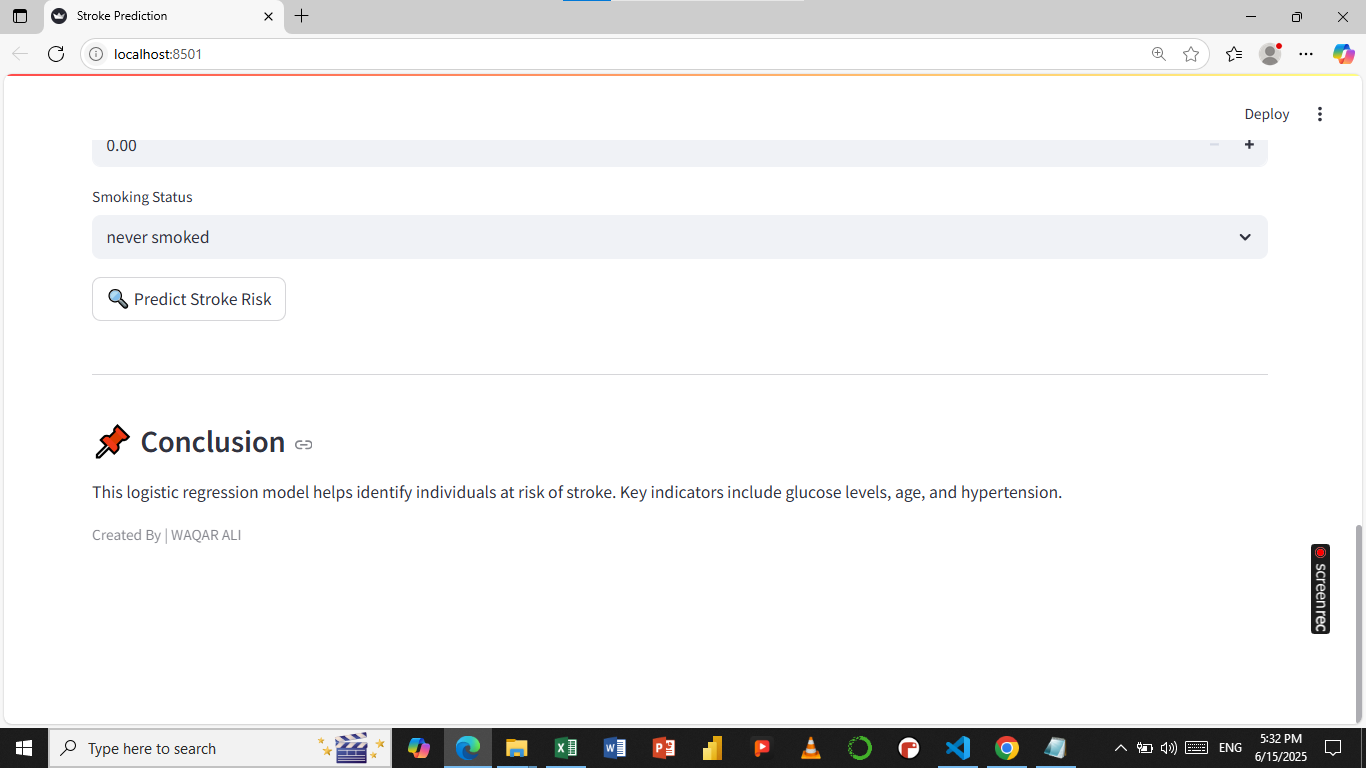 Stroke Prediction
localhost:8501
Deploy
0.00
Smoking Status
never smoked
🔍 Predict Stroke Risk
📌 Conclusion
This logistic regression model helps identify individuals at risk of stroke. Key indicators include glucose levels, age, and hypertension.
Created By | WAQAR ALI
screenrec
Type here to search
ENG
5:32 PM
6/15/2025